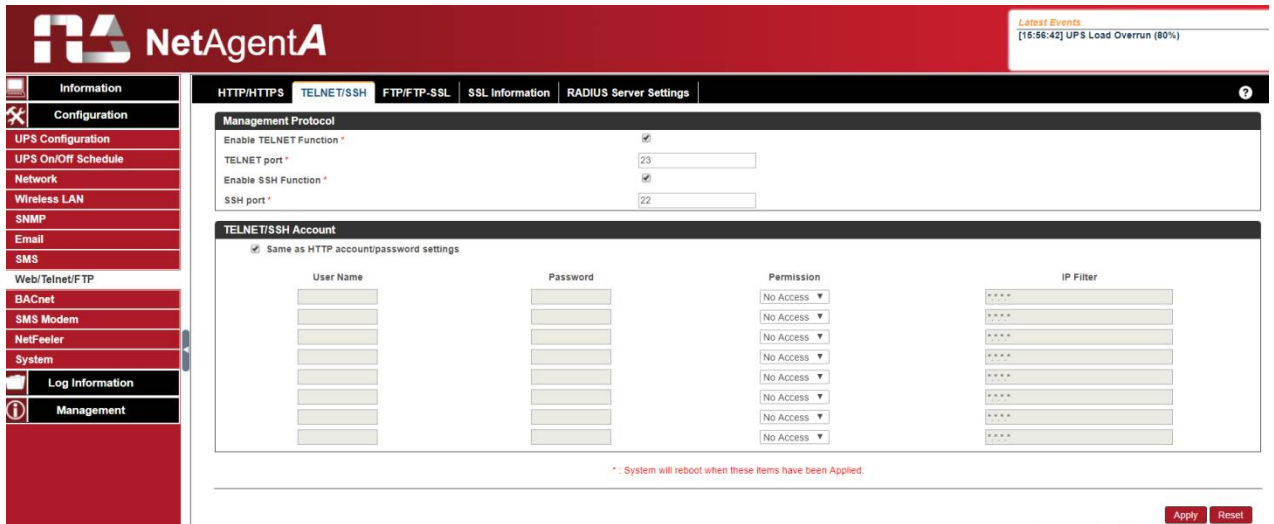 NetAgentA
Latest Events
[15:56:42] UPS Load Overrun (80%)
Information
Configuration
UPS Configuration
UPS On/Off Schedule
Network
Wireless LAN
SNMP
Email
SMS
Web/Telnet/FTP
BACnet
SMS Modem
NetFeeler
System
Log Information
Management
HTTP/HTTPS TELNET/SSH FTP/FTP-SSL SSL Information RADIUS Server Settings ?
Management Protocol
Enable TELNET Function *
TELNET port * 23
Enable SSH Function *
SSH port * 22
TELNET/SSH Account
Same as HTTP account/password settings
User Name Password Permission IP Filter
No Access *.*.*.*
No Access *.*.*.*
No Access *.*.*.*
No Access *.*.*.*
No Access *.*.*.*
No Access *.*.*.*
No Access *.*.*.*
No Access *.*.*.*
* : System will reboot when these items have been Applied.
Apply Reset